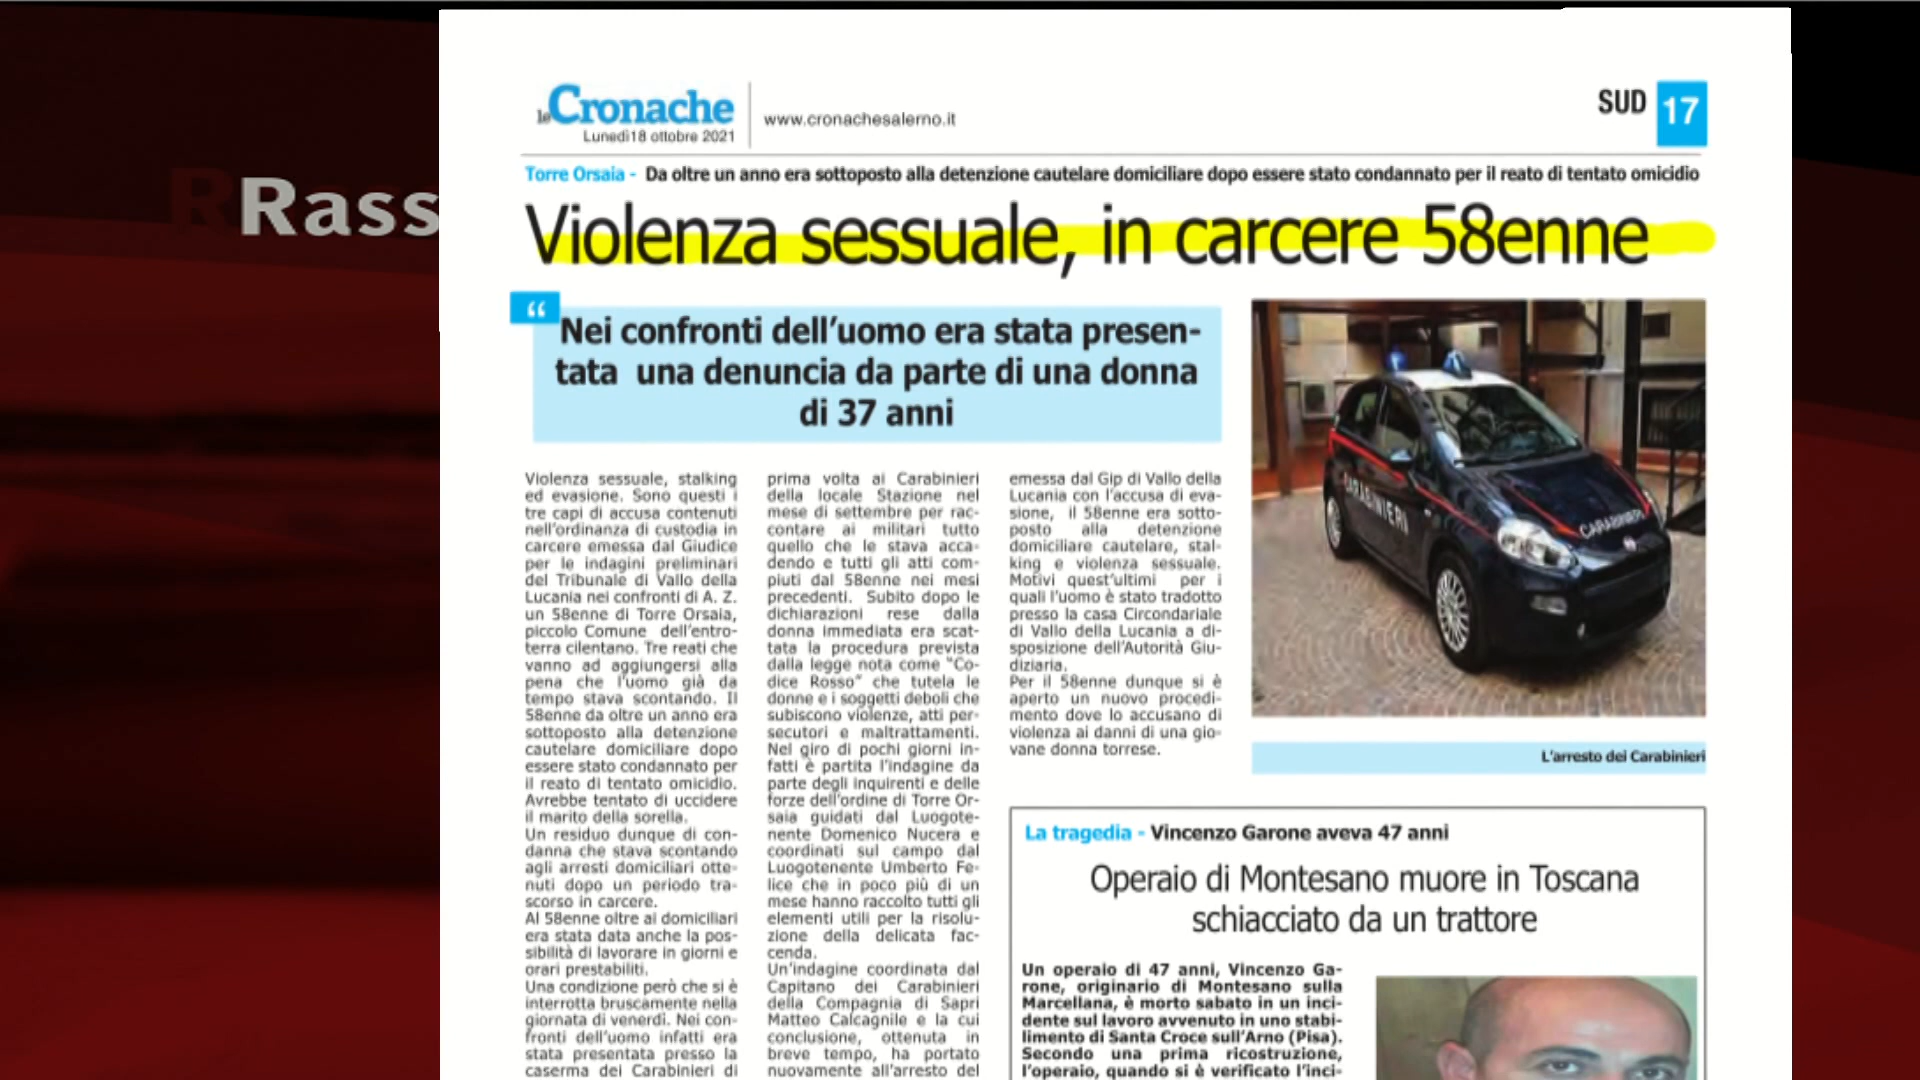 RRass
le Cronache
Lunedì 18 ottobre 2021
www.cronachesalerno.it
SUD 17
Torre Orsaia - Da oltre un anno era sottoposto alla detenzione cautelare domiciliare dopo essere stato condannato per il reato di tentato omicidio
Violenza sessuale, in carcere 58enne
“
Nei confronti dell'uomo era stata presen-
tata una denuncia da parte di una donna
di 37 anni
Violenza sessuale, stalking
ed evasione. Sono questi i
tre capi di accusa contenuti
nell'ordinanza di custodia in
carcere emessa dal Giudice
per le indagini preliminari
del Tribunale di Vallo della
Lucania nei confronti di A. Z.
un 58enne di Torre Orsaia,
piccolo Comune dell'entro-
terra cilentano. Tre reati che
vanno ad aggiungersi alla
pena che l'uomo già da
tempo stava scontando. Il
58enne da oltre un anno era
sottoposto alla detenzione
cautelare domiciliare dopo
essere stato condannato per
il reato di tentato omicidio.
Avrebbe tentato di uccidere
il marito della sorella.
Un residuo dunque di con-
danna che stava scontando
agli arresti domiciliari otte-
nuti dopo un periodo tra-
scorso in carcere.
Al 58enne oltre ai domiciliari
era stata data anche la pos-
sibilità di lavorare in giorni e
orari prestabiliti.
Una condizione però che si è
interrotta bruscamente nella
giornata di venerdì. Nei con-
fronti dell'uomo infatti era
stata presentata presso la
caserma dei Carabinieri di
prima volta ai Carabinieri
della locale Stazione nel
mese di settembre per rac-
contare ai militari tutto
quello che le stava acca-
dendo e tutti gli atti com-
piuti dal 58enne nei mesi
precedenti. Subito dopo le
dichiarazioni rese dalla
donna immediata era scat-
tata la procedura prevista
dalla legge nota come "Co-
dice Rosso" che tutela le
donne e i soggetti deboli che
subiscono violenze, atti per-
secutori e maltrattamenti.
Nel giro di pochi giorni in-
fatti è partita l'indagine da
parte degli inquirenti e delle
forze dell'ordine di Torre Or-
saia guidati dal Luogote-
nente Domenico Nucera e
coordinati sul campo dal
Luogotenente Umberto Fe-
lice che in poco più di un
mese hanno raccolto tutti gli
elementi utili per la risolu-
zione della delicata fac-
cenda.
Un'indagine coordinata dal
Capitano dei Carabinieri
della Compagnia di Sapri
Matteo Calcagnile e la cui
conclusione, ottenuta in
breve tempo, ha portato
nuovamente all'arresto del
emessa dal Gip di Vallo della
Lucania con l'accusa di eva-
sione, il 58enne era sotto-
posto alla detenzione
domiciliare cautelare, stal-
king e violenza sessuale.
Motivi quest'ultimi per i
quali l'uomo è stato tradotto
presso la casa Circondariale
di Vallo della Lucania a di-
sposizione dell'Autorità Giu-
diziaria.
Per il 58enne dunque si è
aperto un nuovo procedi-
mento dove lo accusano di
violenza ai danni di una gio-
vane donna torrese.
CARABINIERI
CARABINIERI
L'arresto dei Carabinieri
La tragedia - Vincenzo Garone aveva 47 anni
Operaio di Montesano muore in Toscana
schiacciato da un trattore
Un operaio di 47 anni, Vincenzo Ga-
rone, originario di Montesano sulla
Marcellana, è morto sabato in un inci-
dente sul lavoro avvenuto in uno stabi-
limento di Santa Croce sull'Arno (Pisa).
Secondo una prima ricostruzione,
l'operaio, quando si è verificato l'inci-